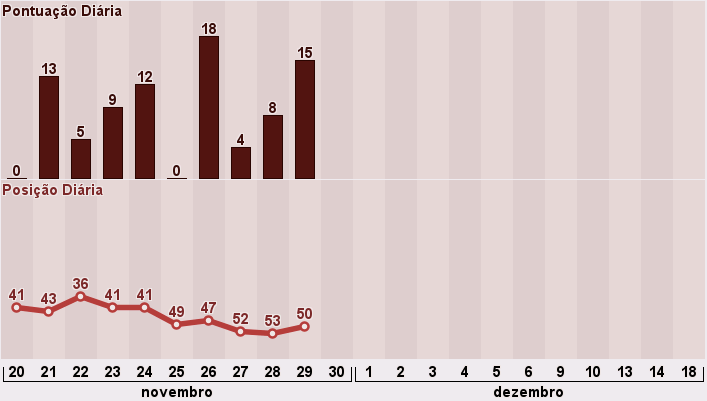 Pontuação Diária
0 13 5 9 12 0 18 4 8 15
Posição Diária
41 43 36 41 41 49 47 52 53 50
20 21 22 23 24 25 26 27 28 29 30 1 2 3 4 5 6 9 10 13 14 18
novembro dezembro